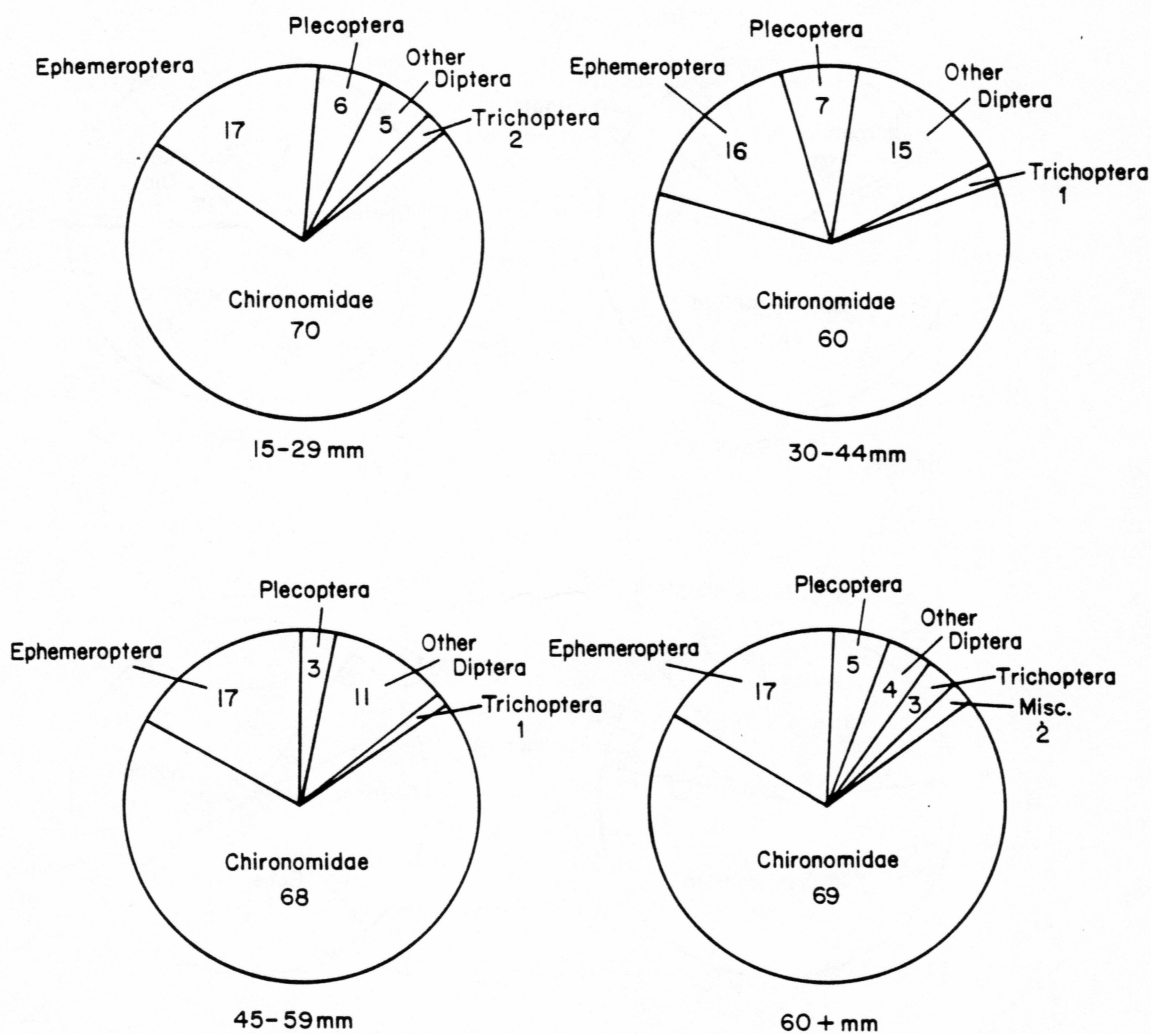 Plecoptera
Ephemeroptera
Other
Diptera
6
17
5
Trichoptera
2
Chironomidae
70
15-29 mm
Plecoptera
Ephemeroptera
Other
Diptera
7
16
15
Trichoptera
1
Chironomidae
60
30-44mm
Plecoptera
Ephemeroptera
Other
Diptera
3
17
11
Trichoptera
1
Chironomidae
68
45-59mm
Plecoptera
Ephemeroptera
Other
Diptera
5
17
4
Trichoptera
3
Misc.
2
Chironomidae
69
60+mm